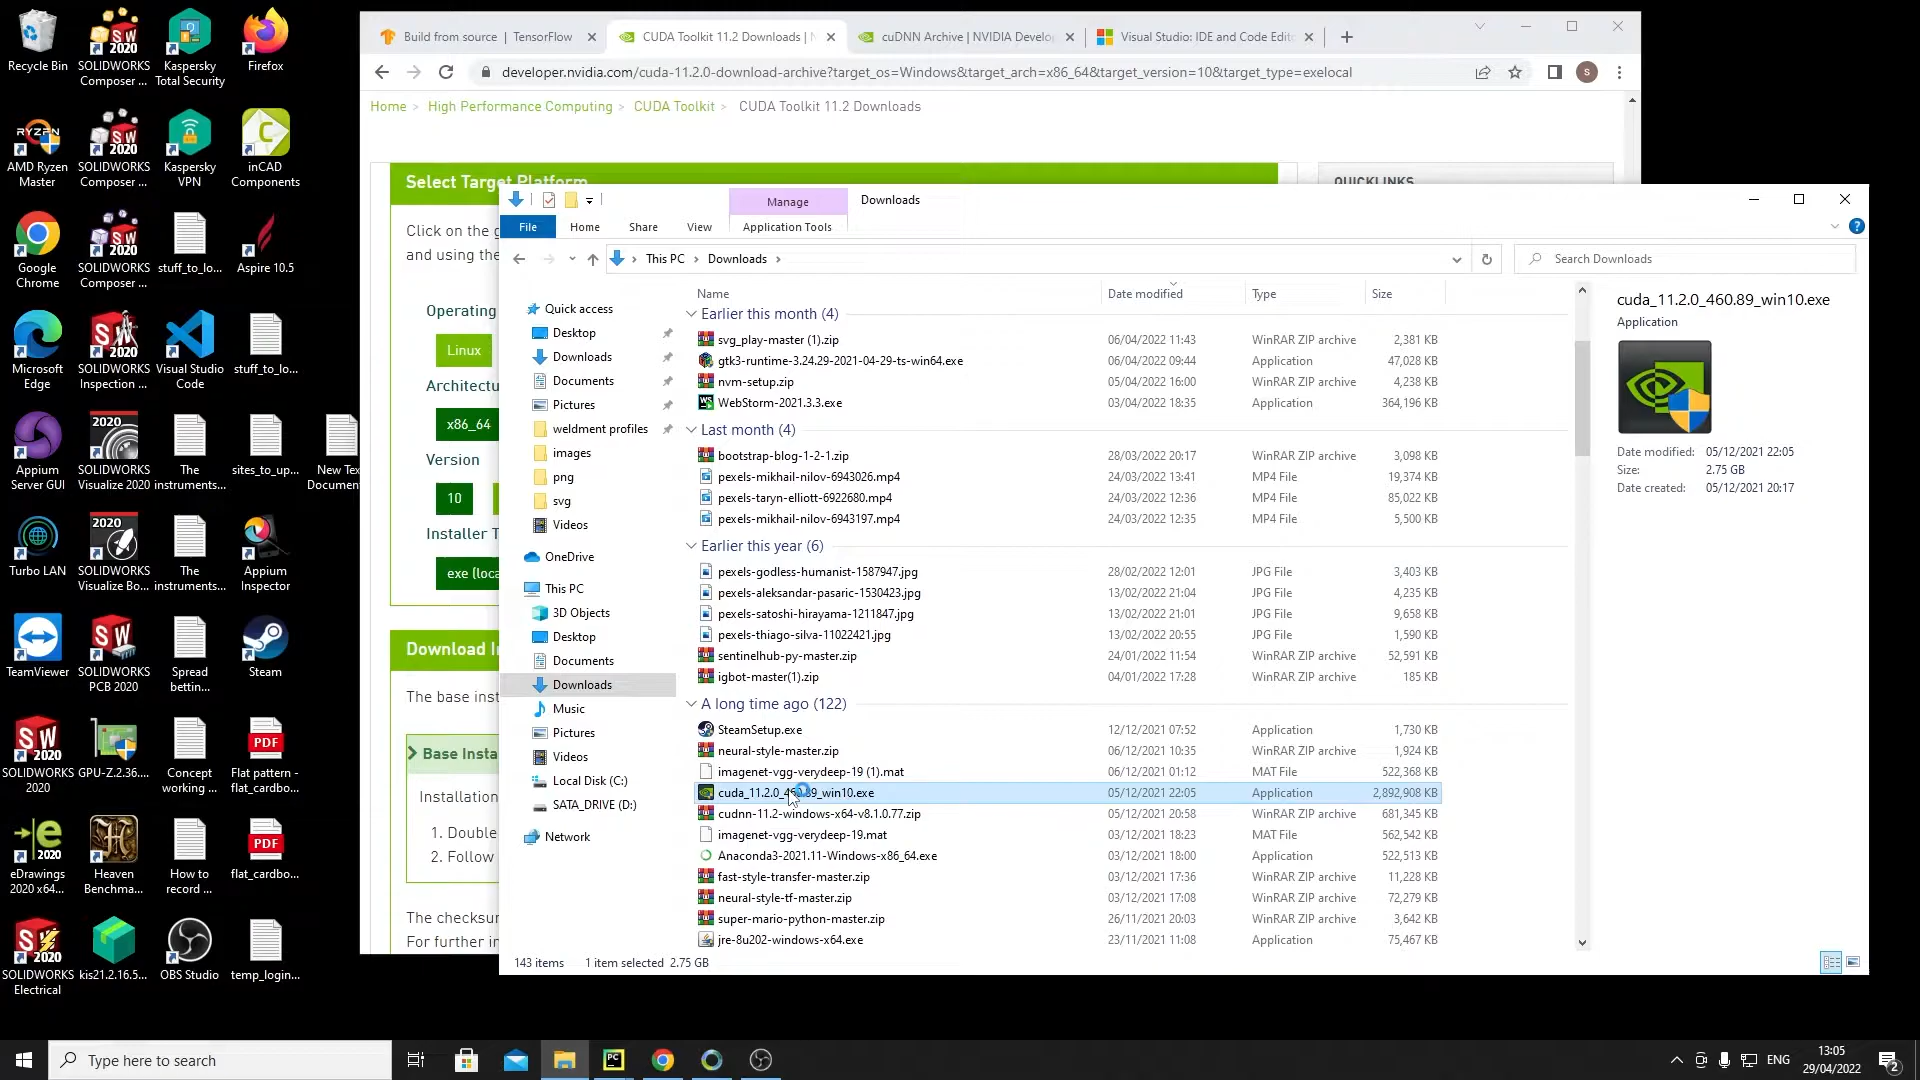 Recycle Bin
SOLIDWORKS
Composer ...
Kaspersky
Total Security
Firefox
AMD Ryzen
Master
SOLIDWORKS
Composer ...
Kaspersky
VPN
inCAD
Components
Google
Chrome
SOLIDWORKS
Composer ...
stuff_to_lo...
Aspire 10.5
Microsoft
Edge
SOLIDWORKS
Inspection ...
Visual Studio
Code
stuff_to_lo...
Appium
Server GUI
SOLIDWORKS
Visualize 2020
The
instruments...
sites_to_up...
New Tex
Documen
Turbo LAN
SOLIDWORKS
Visualize Bo...
The
instruments...
Appium
Inspector
TeamViewer
SOLIDWORKS
PCB 2020
Spread
bettin...
Steam
SOLIDWORKS
2020
GPU-Z.2.36....
Concept
working ...
Flat pattern -
flat_cardbo...
eDrawings
2020 x64...
Heaven
Benchma...
How to
record ...
flat_cardbo...
SOLIDWORKS
Electrical
kis21.2.16.5...
OBS Studio
temp_login...
Build from source | TensorFlow
CUDA Toolkit 11.2 Downloads |
cuDNN Archive | NVIDIA Develo
Visual Studio: IDE and Code Edit
developer.nvidia.com/cuda-11.2.0-download-archive?target_os=Windows&target_arch=x86_64&target_version=10&target_type=exelocal
S
Home > High Performance Computing > CUDA Toolkit > CUDA Toolkit 11.2 Downloads
Select Target Platform
QUICKLINKS
Click on the g
and using the
Operating
Linux
Architectu
x86_64
Version
10
Installer T
exe (loca
Download I
The base inst
Base Insta
Installation
1. Double
2. Follow
The checksu
For further in
Manage
Downloads
File Home Share View Application Tools
This PC > Downloads >
Search Downloads
Quick access
Desktop
Downloads
Documents
Pictures
weldment profiles
images
png
svg
Videos
OneDrive
This PC
3D Objects
Desktop
Documents
Downloads
Music
Pictures
Videos
Local Disk (C:)
SATA_DRIVE (D:)
Network
Name Date modified Type Size
Earlier this month (4)
svg_play-master (1).zip 06/04/2022 11:43 WinRAR ZIP archive 2,381 KB
gtk3-runtime-3.24.29-2021-04-29-ts-win64.exe 06/04/2022 09:44 Application 47,028 KB
nvm-setup.zip 05/04/2022 16:00 WinRAR ZIP archive 4,238 KB
WebStorm-2021.3.3.exe 03/04/2022 18:35 Application 364,196 KB
Last month (4)
bootstrap-blog-1-2-1.zip 28/03/2022 20:17 WinRAR ZIP archive 3,098 KB
pexels-mikhail-nilov-6943026.mp4 24/03/2022 13:41 MP4 File 19,374 KB
pexels-taryn-elliott-6922680.mp4 24/03/2022 12:36 MP4 File 85,022 KB
pexels-mikhail-nilov-6943197.mp4 24/03/2022 12:35 MP4 File 5,500 KB
Earlier this year (6)
pexels-godless-humanist-1587947.jpg 28/02/2022 12:01 JPG File 3,403 KB
pexels-aleksandar-pasaric-1530423.jpg 13/02/2022 21:04 JPG File 4,235 KB
pexels-satoshi-hirayama-1211847.jpg 13/02/2022 21:01 JPG File 9,658 KB
pexels-thiago-silva-11022421.jpg 13/02/2022 20:55 JPG File 1,590 KB
sentinelhub-py-master.zip 24/01/2022 11:54 WinRAR ZIP archive 52,591 KB
igbot-master(1).zip 04/01/2022 17:28 WinRAR ZIP archive 185 KB
A long time ago (122)
SteamSetup.exe 12/12/2021 07:52 Application 1,730 KB
neural-style-master.zip 06/12/2021 10:35 WinRAR ZIP archive 1,924 KB
imagenet-vgg-verydeep-19 (1).mat 06/12/2021 01:12 MAT File 522,368 KB
cuda_11.2.0_460.89_win10.exe 05/12/2021 22:05 Application 2,892,908 KB
cudnn-11.2-windows-x64-v8.1.0.77.zip 05/12/2021 20:58 WinRAR ZIP archive 681,345 KB
imagenet-vgg-verydeep-19.mat 03/12/2021 18:23 MAT File 562,542 KB
Anaconda3-2021.11-Windows-x86_64.exe 03/12/2021 18:00 Application 522,513 KB
fast-style-transfer-master.zip 03/12/2021 17:36 WinRAR ZIP archive 11,228 KB
neural-style-tf-master.zip 03/12/2021 17:08 WinRAR ZIP archive 72,279 KB
super-mario-python-master.zip 26/11/2021 20:03 WinRAR ZIP archive 3,642 KB
jre-8u202-windows-x64.exe 23/11/2021 11:08 Application 75,467 KB
cuda_11.2.0_460.89_win10.exe
Application
Date modified: 05/12/2021 22:05
Size: 2.75 GB
Date created: 05/12/2021 20:17
143 items 1 item selected 2.75 GB
Type here to search
ENG
13:05
29/04/2022
2